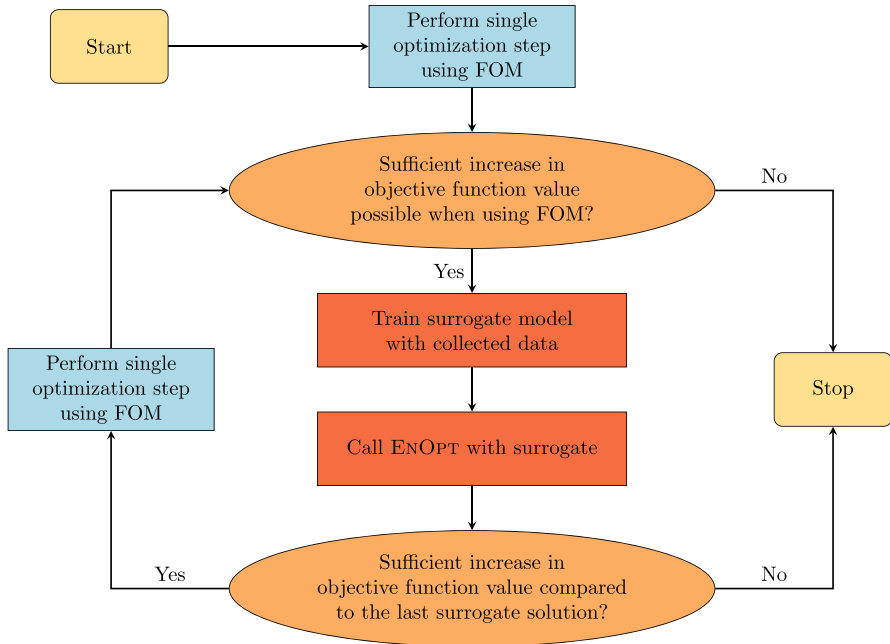 Start
Perform single
optimization step
using FOM
Sufficient increase in
objective function value
possible when using FOM?
No
Yes
Train surrogate model
with collected data
Perform single
optimization step
using FOM
Stop
Call ENOPT with surrogate
Sufficient increase in
objective function value compared
to the last surrogate solution?
Yes
No